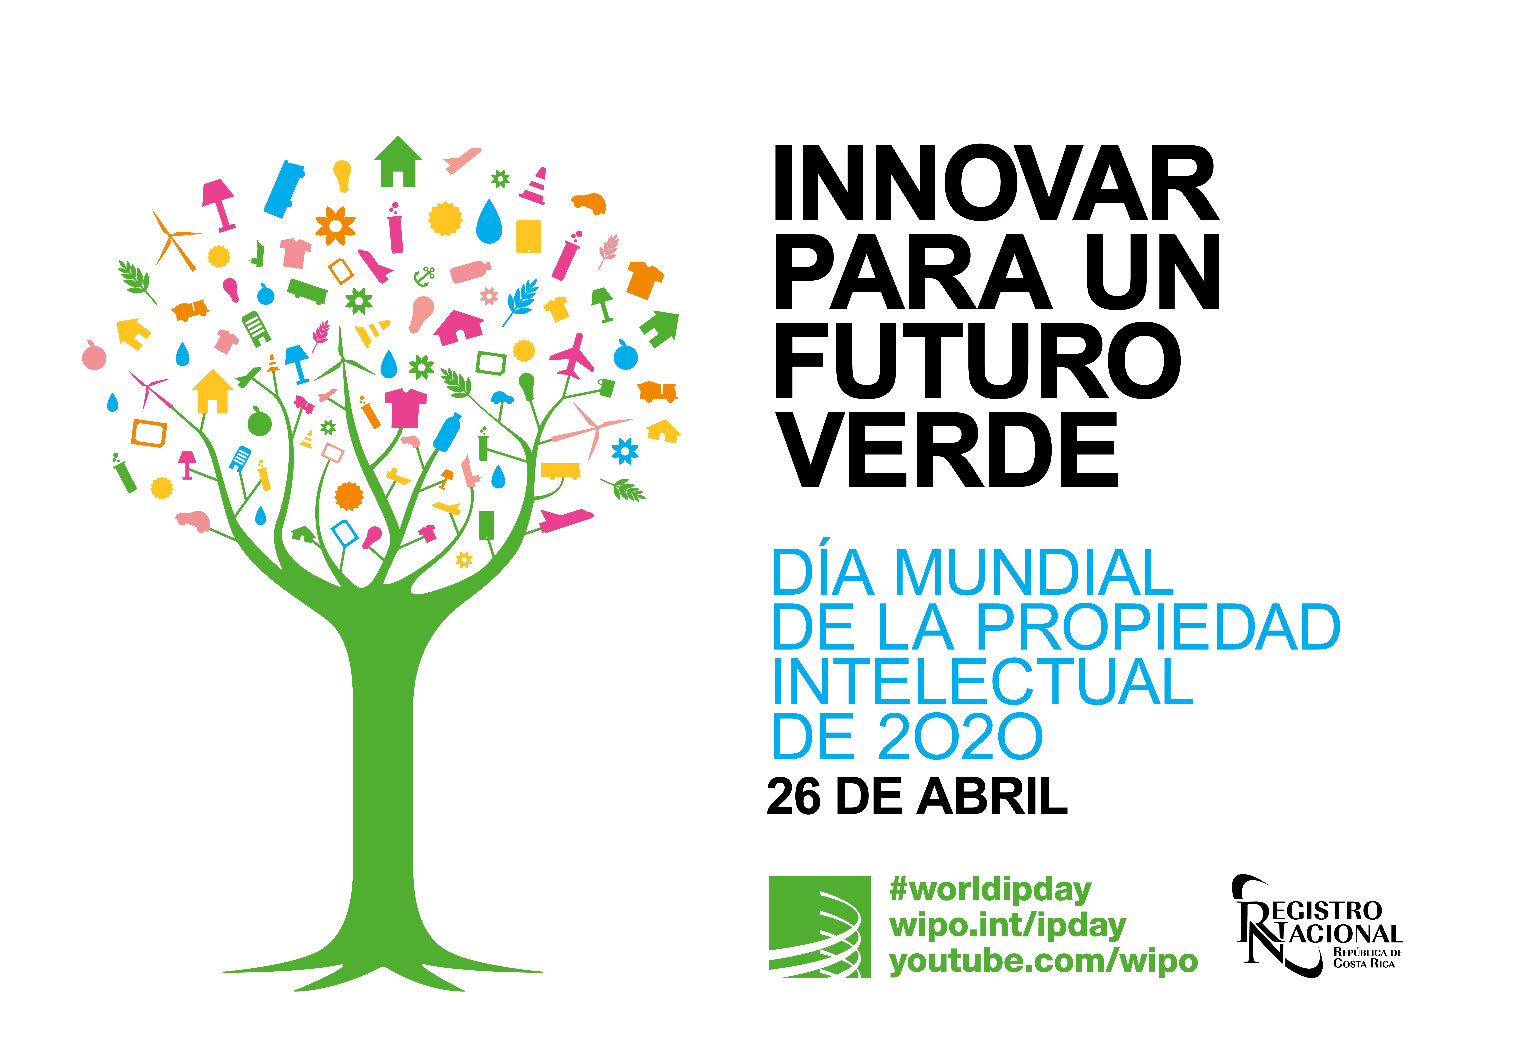 INNOVAR
PARA UN
FUTURO
VERDE
DÍA MUNDIAL
DE LA PROPIEDAD
INTELECTUAL
DE 2020
26 DE ABRIL
#worldipday
wipo.int/ipday
youtube.com/wipo
REGISTRO
NACIONAL
REPÚBLICA DE
COSTA RICA